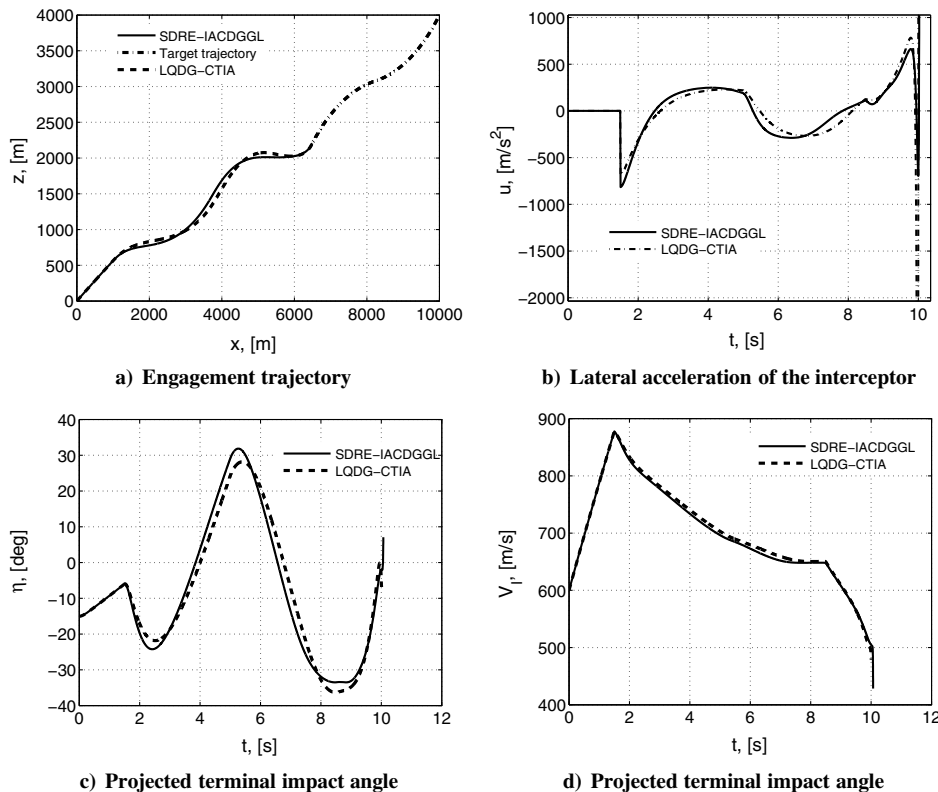 4000
3500
3000
2500
2000
1500
1000
500
0
z, [m]
SDRE-IACDGGL
Target trajectory
LQDG-CTIA
0 2000 4000 6000 8000 10000
x, [m]
a) Engagement trajectory
1000
500
0
−500
−1000
−1500
−2000
u, [m/s²]
SDRE-IACDGGL
LQDG-CTIA
0 2 4 6 8 10
t, [s]
b) Lateral acceleration of the interceptor
40
30
20
10
0
−10
−20
−30
−40
η, [deg]
SDRE-IACDGGL
LQDG-CTIA
0 2 4 6 8 10 12
t, [s]
c) Projected terminal impact angle
900
800
700
600
500
400
V_I, [m/s]
SDRE-IACDGGL
LQDG-CTIA
0 2 4 6 8 10 12
t, [s]
d) Projected terminal impact angle